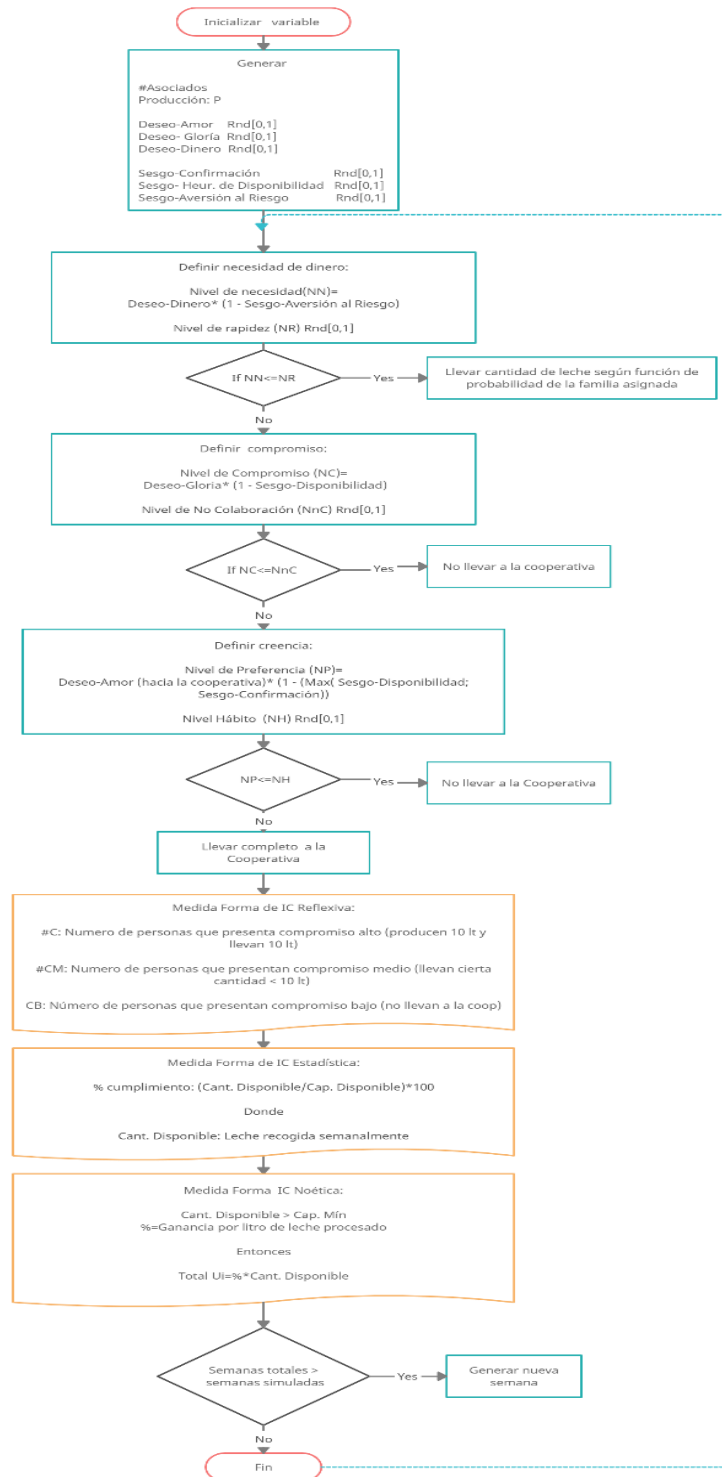 Inicializar variable
Generar
#Asociados
Producción: P
Deseo-Amor Rnd[0,1]
Deseo- Gloría Rnd[0,1]
Deseo-Dinero Rnd[0,1]
Sesgo-Confirmación Rnd[0,1]
Sesgo- Heur. de Disponibilidad Rnd[0,1]
Sesgo-Aversión al Riesgo Rnd[0,1]
Definir necesidad de dinero:
Nivel de necesidad(NN)=
Deseo-Dinero* (1 - Sesgo-Aversión al Riesgo)
Nivel de rapidez (NR) Rnd[0,1]
If NN<=NR
Yes
Llevar cantidad de leche según función de
probabilidad de la familia asignada
No
Definir compromiso:
Nivel de Compromiso (NC)=
Deseo-Gloria* (1 - Sesgo-Disponibilidad)
Nivel de No Colaboración (NnC) Rnd[0,1]
If NC<=NnC
Yes
No llevar a la cooperativa
No
Definir creencia:
Nivel de Preferencia (NP)=
Deseo-Amor (hacia la cooperativa)* (1 - (Max( Sesgo-Disponibilidad;
Sesgo-Confirmación))
Nivel Hábito (NH) Rnd[0,1]
NP<=NH
Yes
No llevar a la Cooperativa
No
Llevar completo a la
Cooperativa
Medida Forma de IC Reflexiva:
#C: Numero de personas que presenta compromiso alto (producen 10 lt y
llevan 10 lt)
#CM: Numero de personas que presentan compromiso medio (llevan cierta
cantidad < 10 lt)
CB: Número de personas que presentan compromiso bajo (no llevan a la coop)
Medida Forma de IC Estadística:
% cumplimiento: (Cant. Disponible/Cap. Disponible)*100
Donde
Cant. Disponible: Leche recogida semanalmente
Medida Forma IC Noética:
Cant. Disponible > Cap. Mín
%=Ganancia por litro de leche procesado
Entonces
Total Ui=%*Cant. Disponible
Semanas totales >
semanas simuladas
Yes
Generar nueva
semana
No
Fin